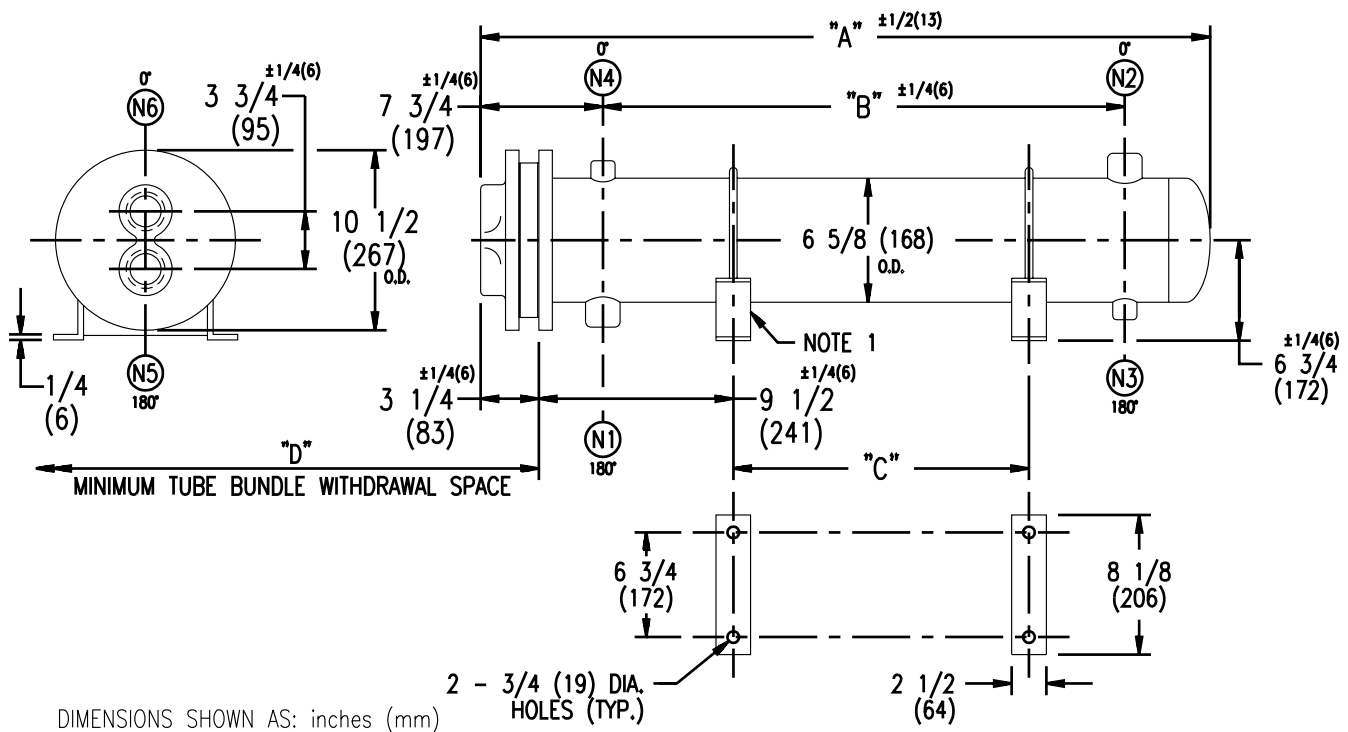 "A" ±1/2(13)
0°
N6
±1/4(6)
3 3/4
(95)
±1/4(6)
7 3/4
(197)
0°
N4
"B" ±1/4(6)
0°
N2
10 1/2
(267)
O.D.
6 5/8 (168)
O.D.
NOTE 1
±1/4(6)
6 3/4
(172)
1/4
(6)
N5
180°
±1/4(6)
3 1/4
(83)
±1/4(6)
9 1/2
(241)
N1
180°
N3
180°
"D"
MINIMUM TUBE BUNDLE WITHDRAWAL SPACE
"C"
6 3/4
(172)
8 1/8
(206)
2 - 3/4 (19) DIA.
HOLES (TYP.)
2 1/2
(64)
DIMENSIONS SHOWN AS: inches (mm)